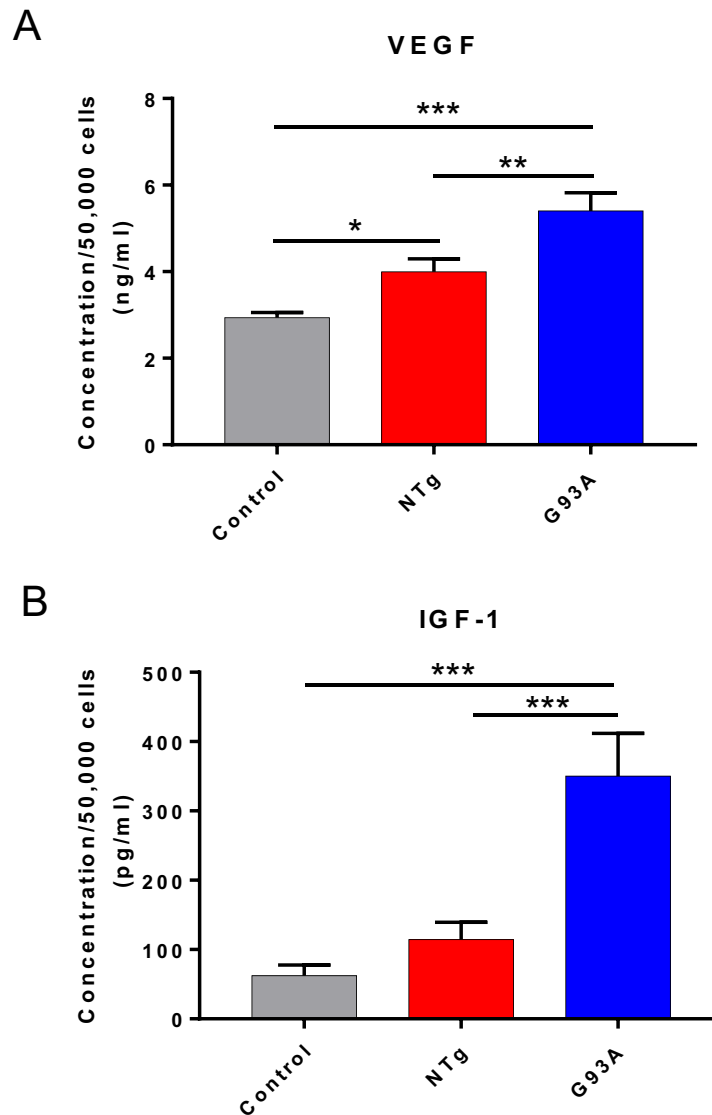 A
VEGF
Concentration/50,000 cells
(ng/ml)
8
6
4
2
0
***
**
*
Control
NTg
G93A
B
IGF-1
Concentration/50,000 cells
(pg/ml)
500
400
300
200
100
0
***
***
Control
NTg
G93A